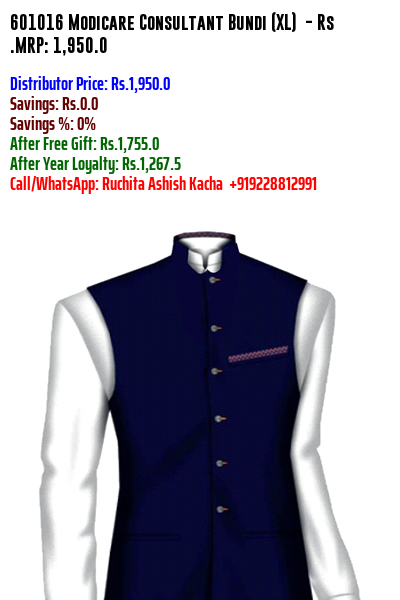 601016 Modicare Consultant Bundi (XL)  - Rs
.MRP: 1,950.0
Distributor Price: Rs.1,950.0
Savings: Rs.0.0
Savings %: 0%
After Free Gift: Rs.1,755.0
After Year Loyalty: Rs.1,267.5
Call/WhatsApp: Ruchita Ashish Kacha  +919228812991